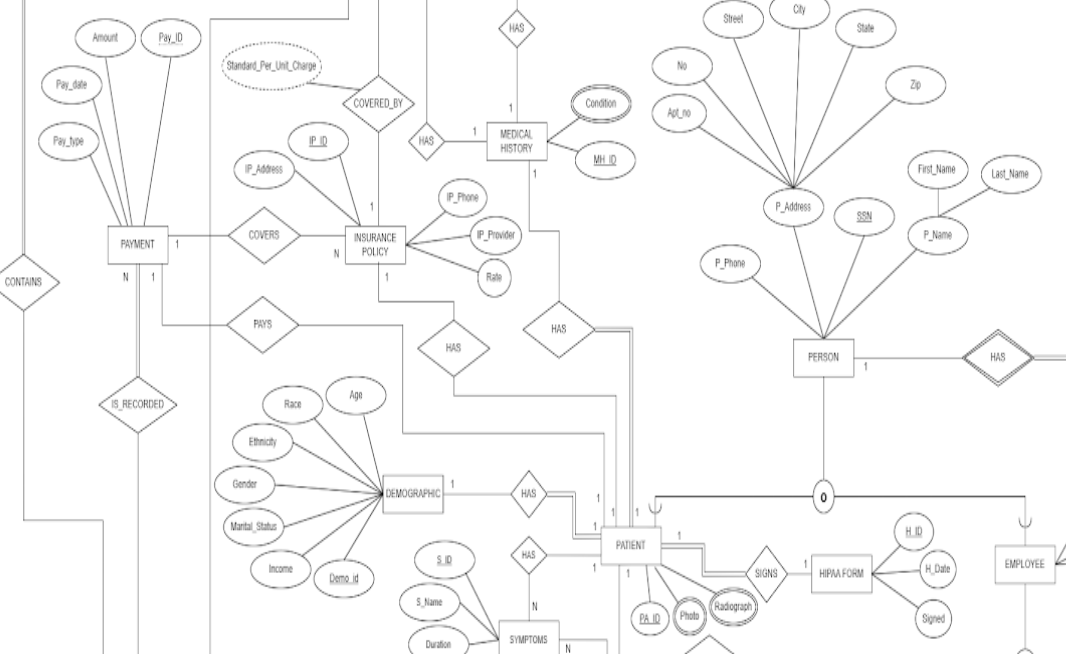 Street
City
State
HAS
Amount
Pay_ID
Standard_Per_Unit_Charge
No
Zip
Pay_date
COVERED_BY
Condition
1
Apt_no
Pay_type
IP_ID
HAS
1
MEDICAL
HISTORY
MH_ID
IP_Address
1
First_Name
Last_Name
IP_Phone
P_Address
SSN
1
PAYMENT
1
COVERS
INSURANCE
POLICY
IP_Provider
P_Name
N
P_Phone
N
1
1
Rate
CONTAINS
PAYS
HAS
HAS
PERSON
1
HAS
IS_RECORDED
Race
Age
Ethnicity
Gender
DEMOGRAPHIC
1
HAS
1
O
Marital_Status
1
1
1
PATIENT
1
H_ID
Income
Demo_id
S_ID
HAS
1
1
SIGNS
1
HIPAA FORM
H_Date
EMPLOYEE
S_Name
N
PA_ID
Photo
Radiograph
Signed
Duration
SYMPTOMS
N